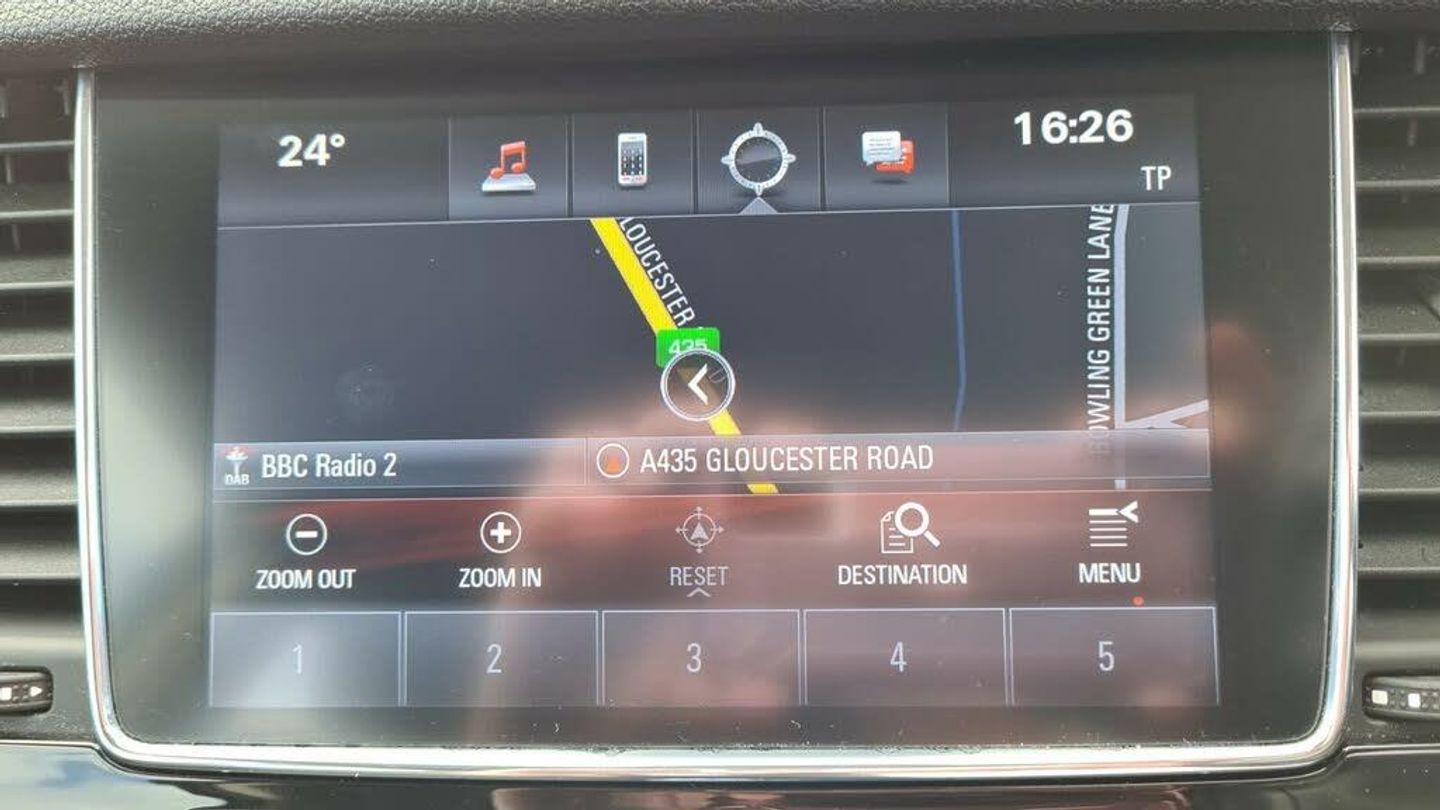 24°
16:26
TP
GLOUCESTER
435
BOWLING GREEN LANE
DAB
BBC Radio 2
A435 GLOUCESTER ROAD
ZOOM OUT
ZOOM IN
RESET
DESTINATION
MENU
1
2
3
4
5